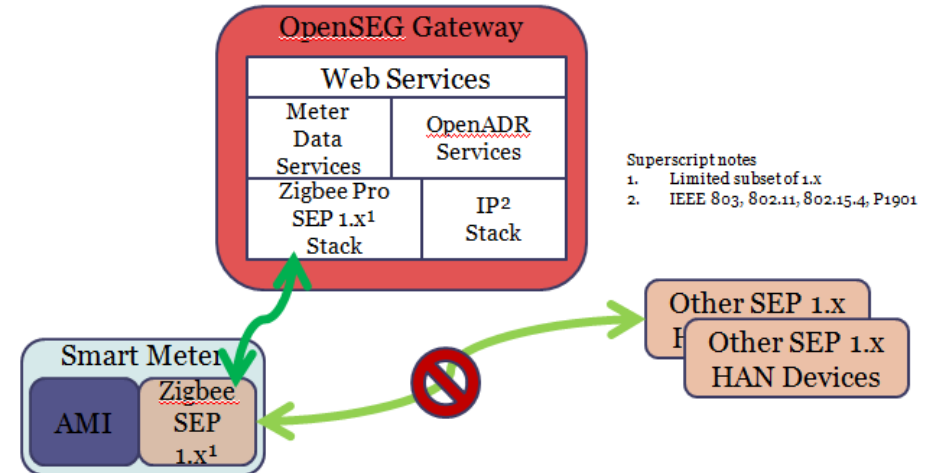 OpenSEG Gateway
Web Services
Meter
Data
Services
OpenADR
Services
Zigbee Pro
SEP 1.x¹
Stack
IP²
Stack
Superscript notes
1. Limited subset of 1.x
2. IEEE 803, 802.11, 802.15.4, P1901
Other SEP 1.x
Other SEP 1.x
HAN Devices
Smart Meter
AMI
Zigbee
SEP
1.x¹